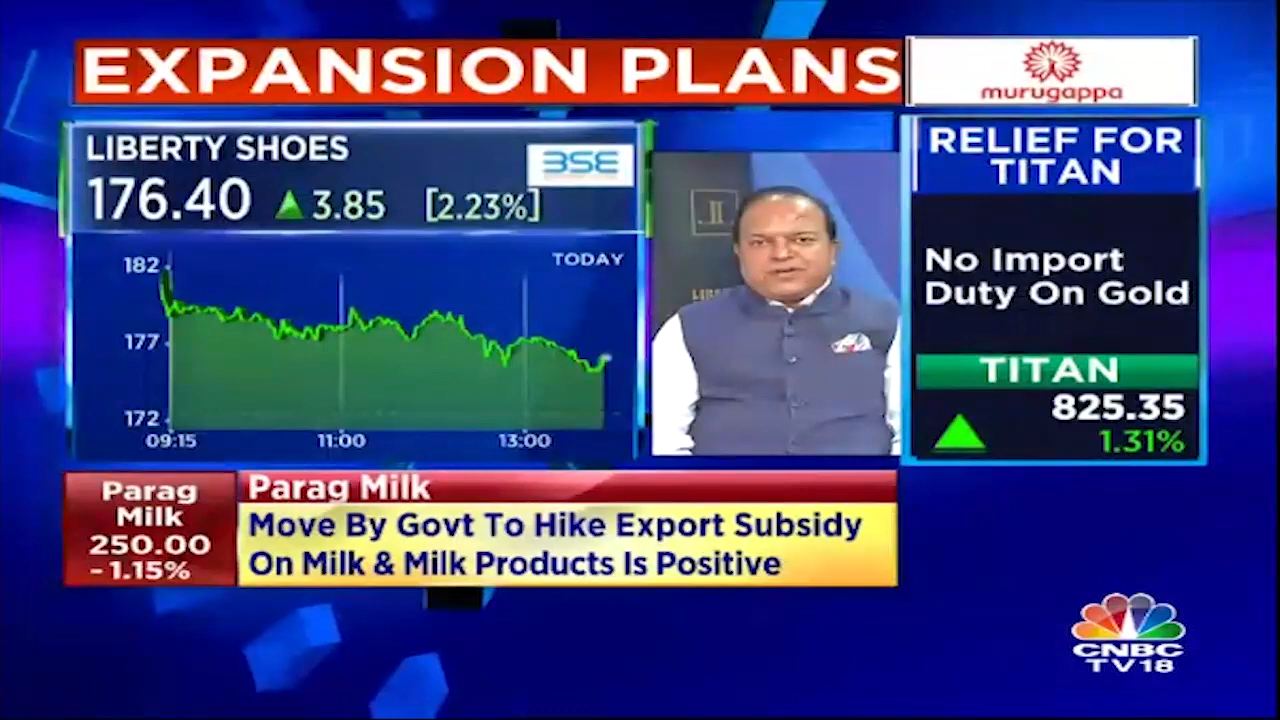 EXPANSION PLANS
murugappa
LIBERTY SHOES
176.40 ▲ 3.85 [2.23%]
BSE
TODAY
182
177
172
09:15 11:00 13:00
RELIEF FOR
TITAN
No Import
Duty On Gold
TITAN
825.35
1.31%
Parag
Milk
250.00
-1.15%
Parag Milk
Move By Govt To Hike Export Subsidy
On Milk & Milk Products Is Positive
CNBC
TV18